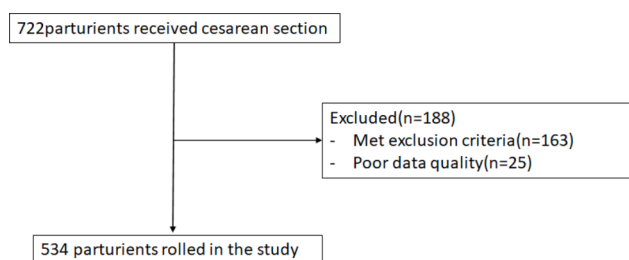 722parturients received cesarean section
Excluded(n=188)
- Met exclusion criteria(n=163)
- Poor data quality(n=25)
534 parturients rolled in the study